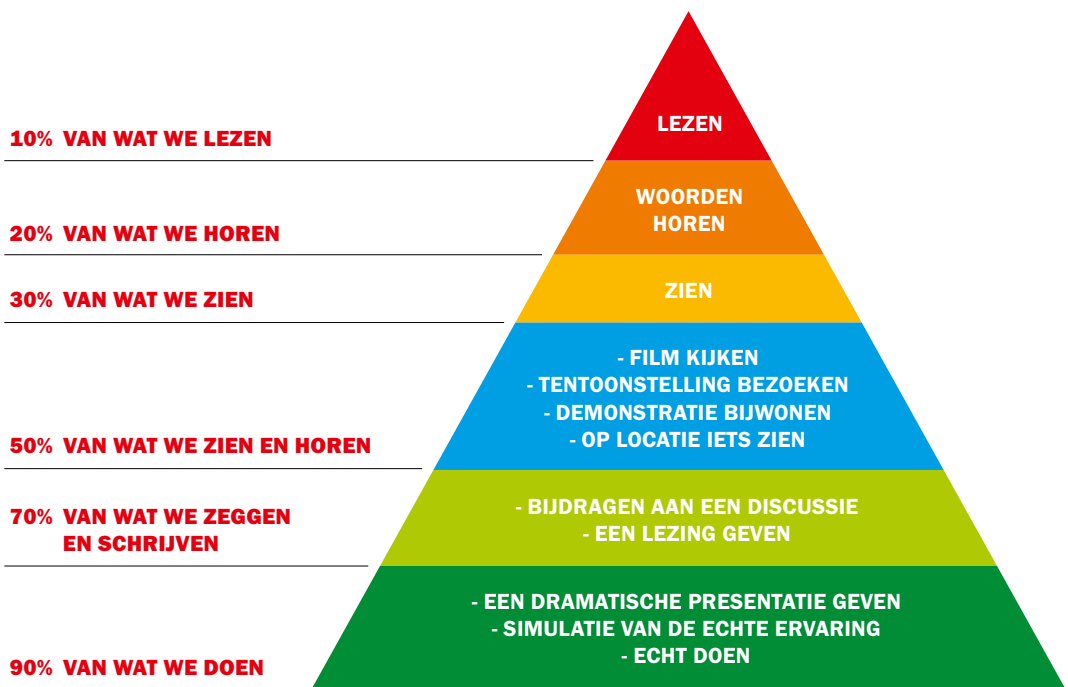 LEZEN
10% VAN WAT WE LEZEN
WOORDEN
HOREN
20% VAN WAT WE HOREN
ZIEN
30% VAN WAT WE ZIEN
- FILM KIJKEN
- TENTOONSTELLING BEZOEKEN
- DEMONSTRATIE BIJWONEN
- OP LOCATIE IETS ZIEN
50% VAN WAT WE ZIEN EN HOREN
- BIJDRAGEN AAN EEN DISCUSSIE
- EEN LEZING GEVEN
70% VAN WAT WE ZEGGEN
EN SCHRIJVEN
- EEN DRAMATISCHE PRESENTATIE GEVEN
- SIMULATIE VAN DE ECHTE ERVARING
- ECHT DOEN
90% VAN WAT WE DOEN